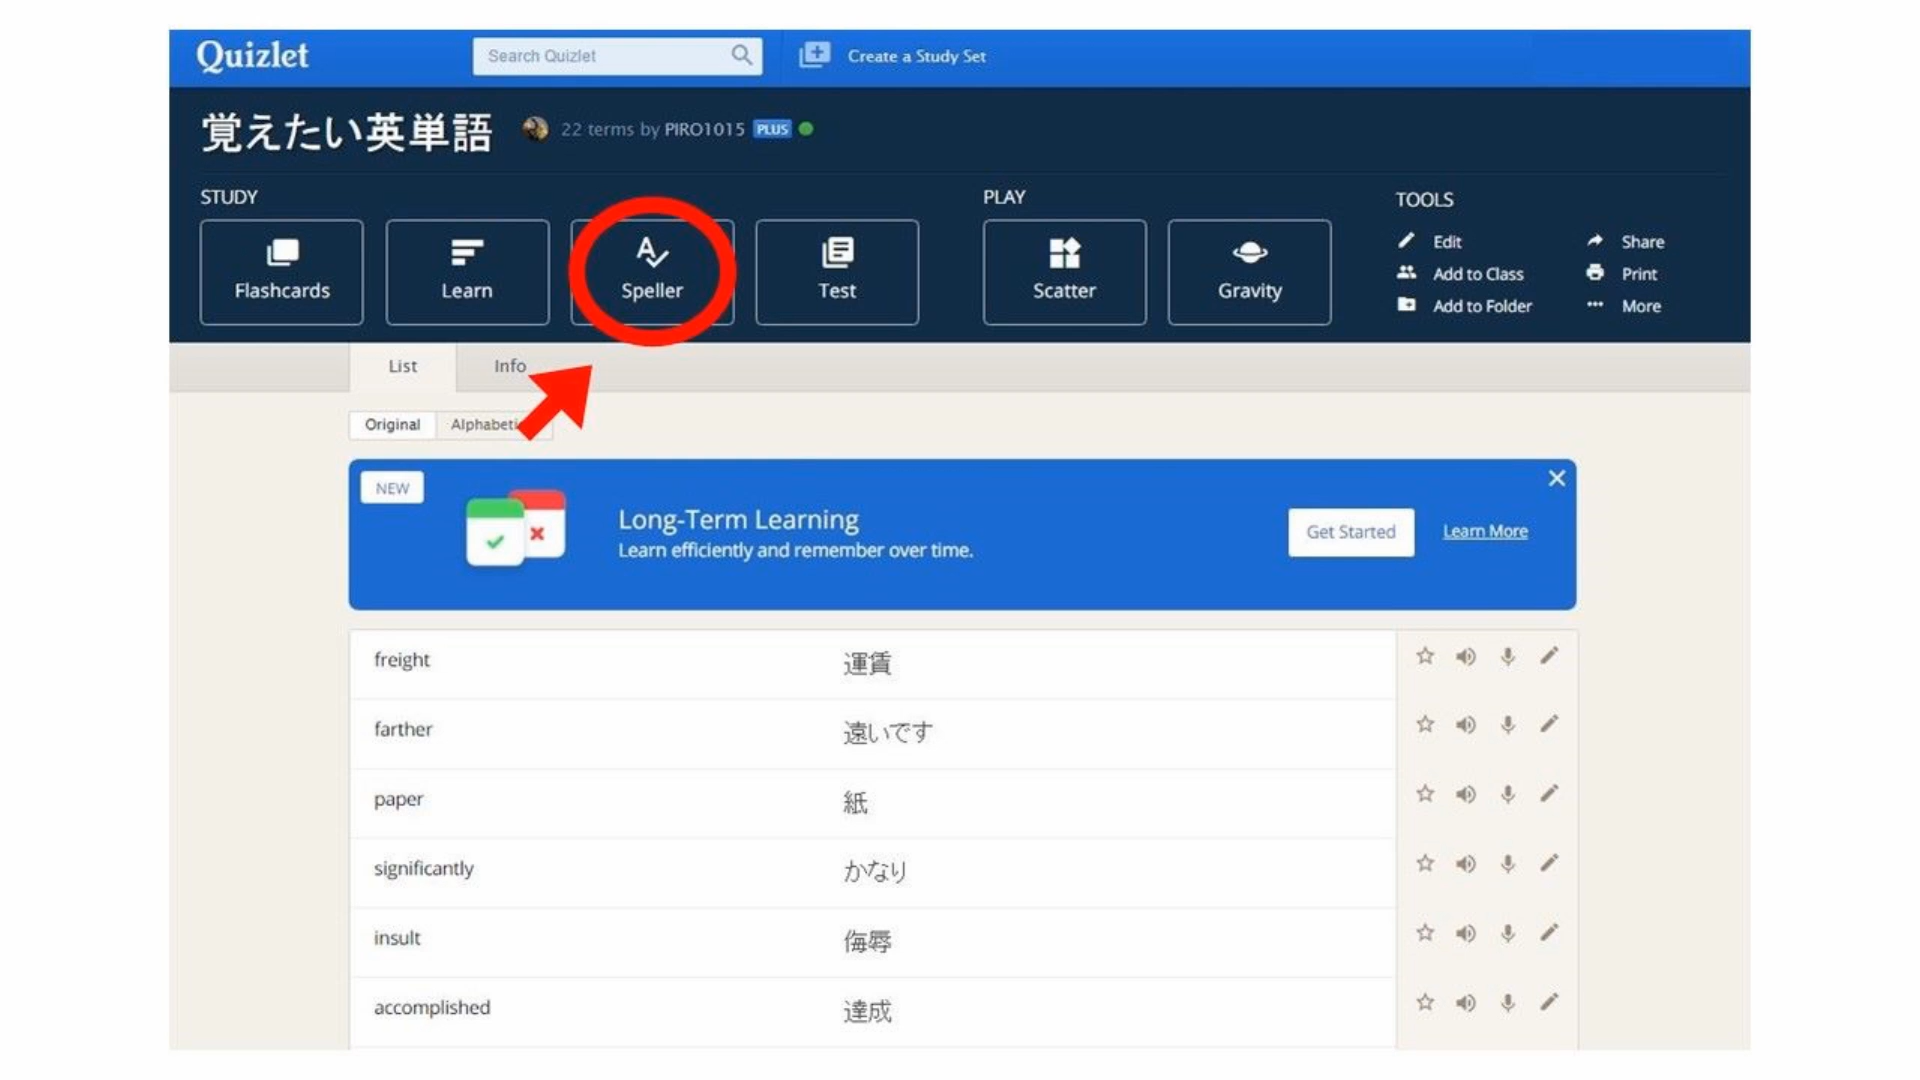 Quizlet
Search Quizlet
Create a Study Set
覚えたい英単語 22 terms by PIRO1015 PLUS
STUDY
Flashcards
Learn
Speller
Test
PLAY
Scatter
Gravity
TOOLS
Edit
Add to Class
Add to Folder
Share
Print
More
List
Info
Original
NEW
Long-Term Learning
Learn efficiently and remember over time.
Get Started
Learn More
freight 運賃
farther 遠いです
paper 紙
significantly かなり
insult 侮辱
accomplished 達成